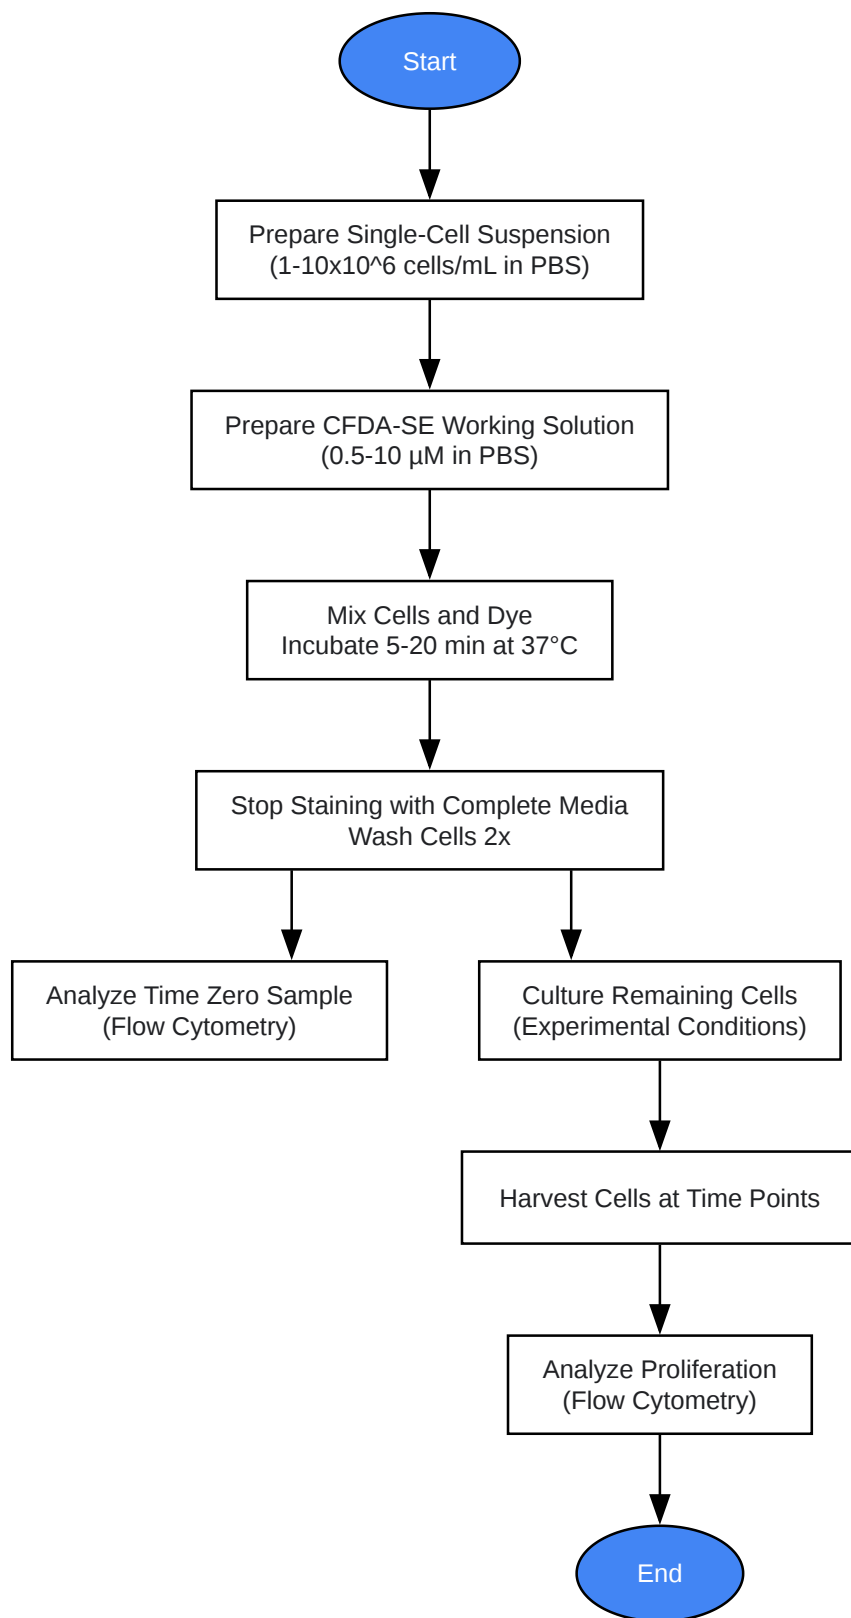 Start
Prepare Single-Cell Suspension
(1-10x10^6 cells/mL in PBS)
Prepare CFDA-SE Working Solution
(0.5-10 µM in PBS)
Mix Cells and Dye
Incubate 5-20 min at 37°C
Stop Staining with Complete Media
Wash Cells 2x
Analyze Time Zero Sample
(Flow Cytometry)
Culture Remaining Cells
(Experimental Conditions)
Harvest Cells at Time Points
Analyze Proliferation
(Flow Cytometry)
End